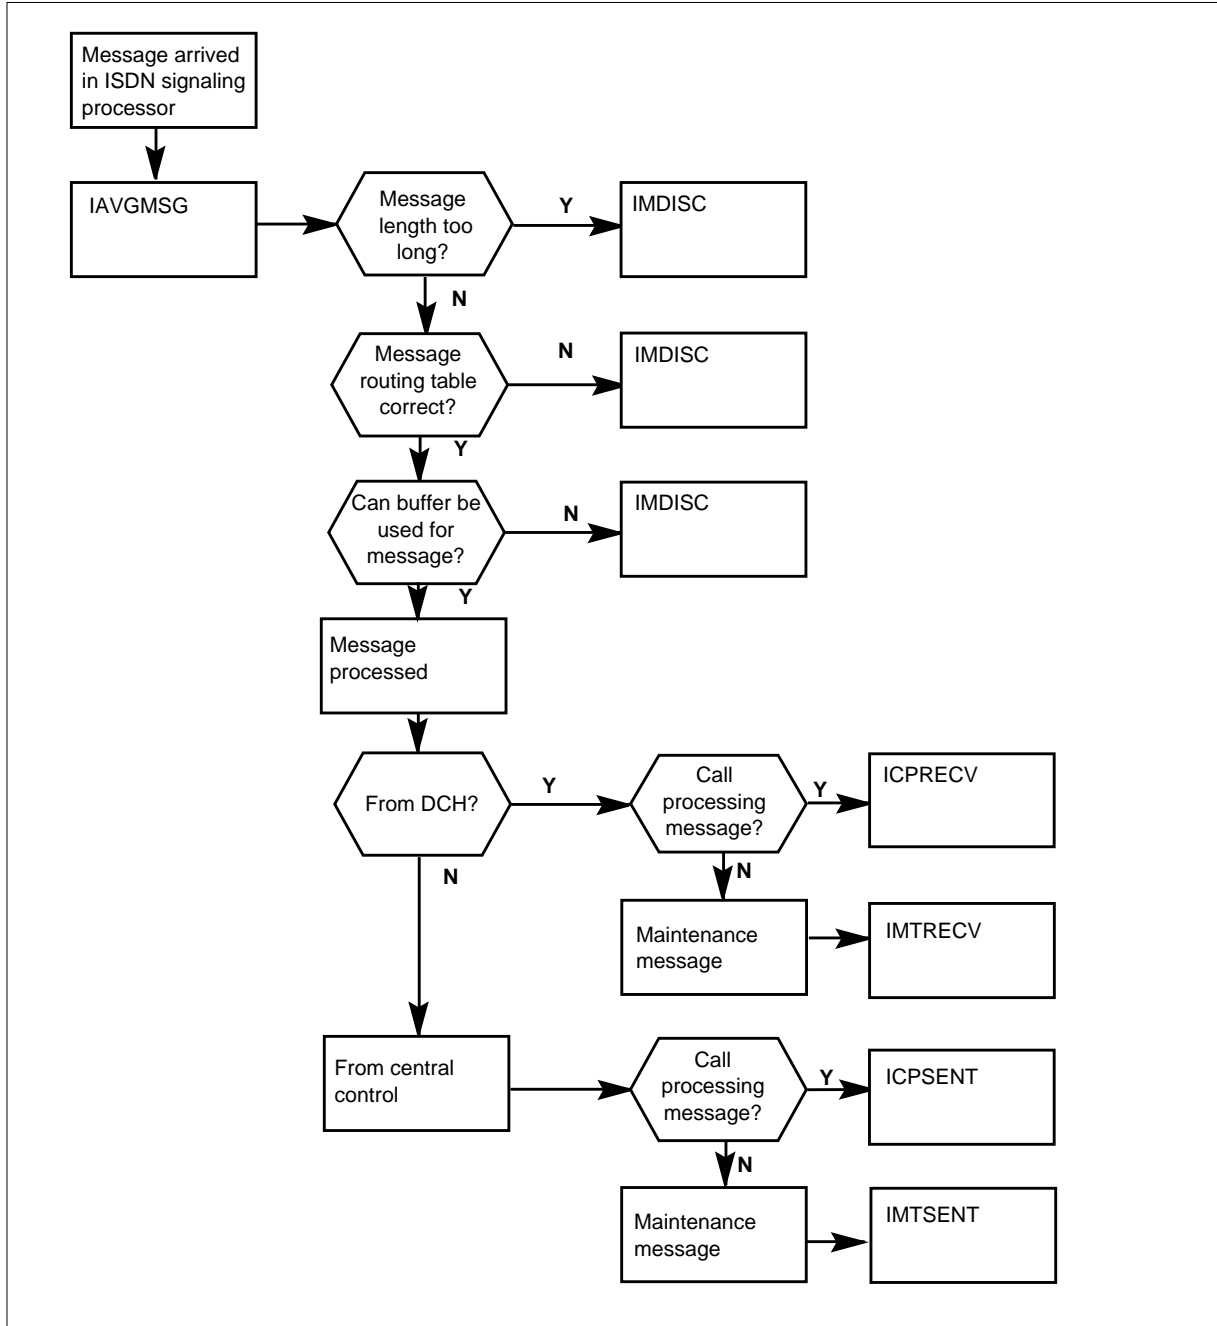 Message arrived
in ISDN signaling
processor
IAVGMSG
Message
length too
long?
Y
IMDISC
N
Message
routing table
correct?
N
IMDISC
Y
Can buffer be
used for
message?
N
IMDISC
Y
Message
processed
From DCH?
Y
Call
processing
message?
Y
ICPRECV
N
N
Maintenance
message
IMTRECV
From central
control
Call
processing
message?
Y
ICPSENT
N
Maintenance
message
IMTSENT